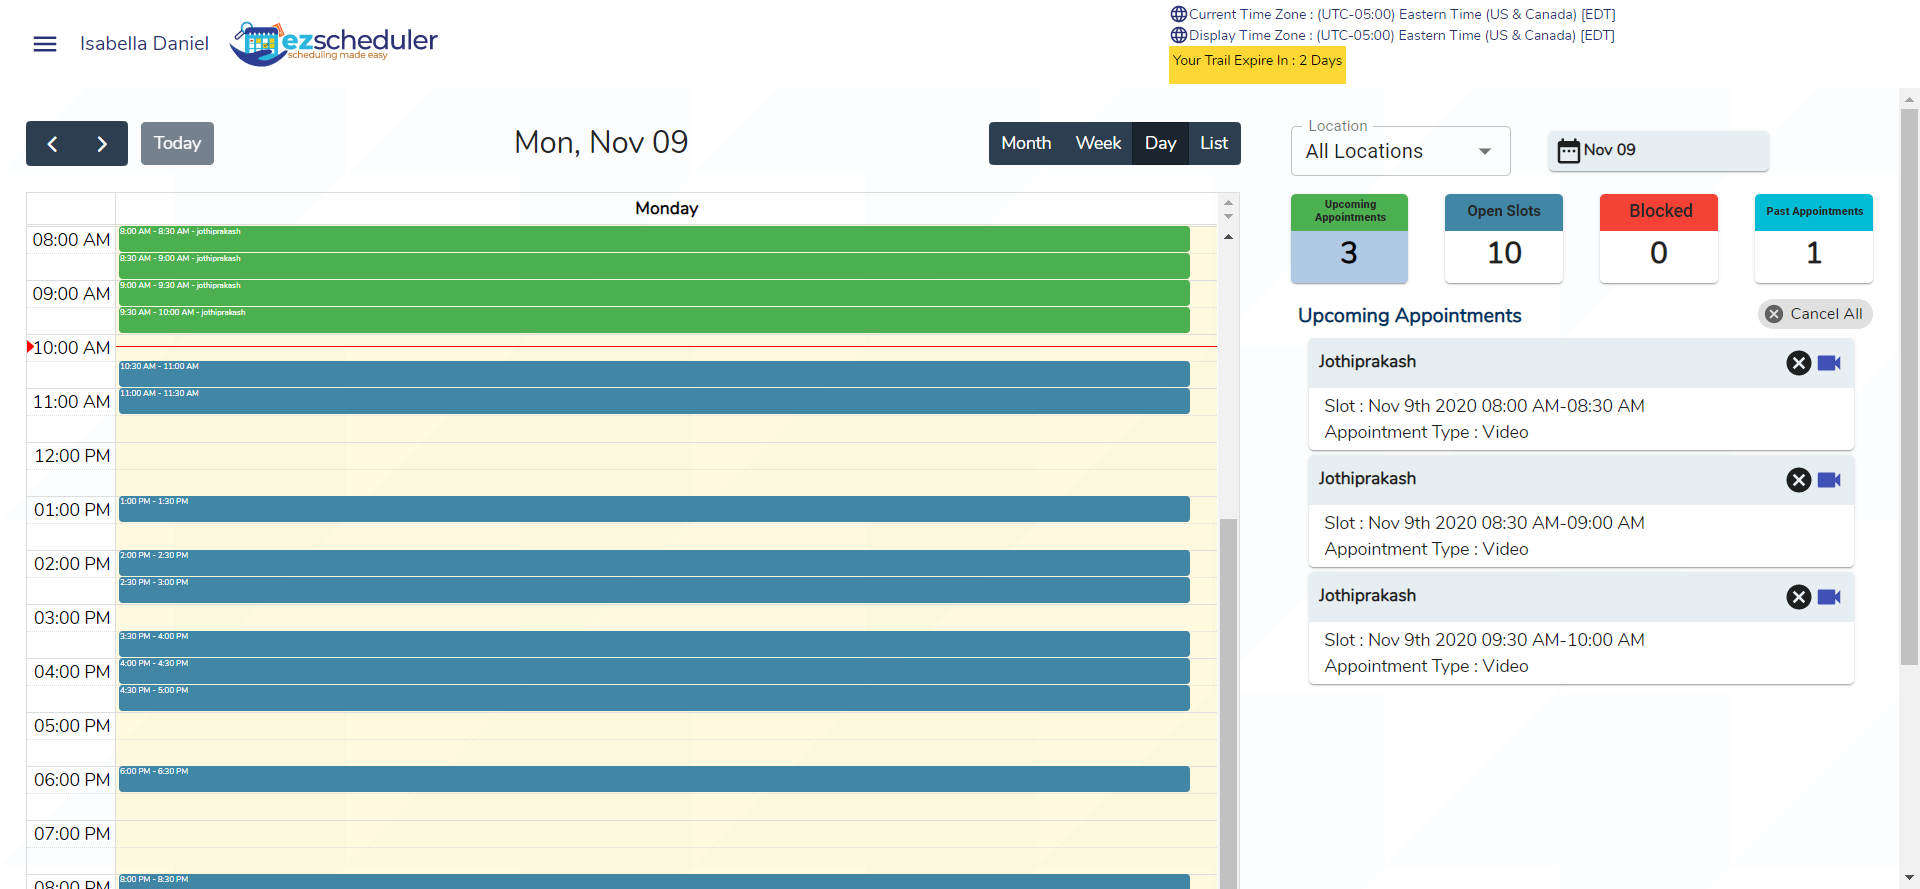 Isabella Daniel
ezscheduler
scheduling made easy
Current Time Zone : (UTC-05:00) Eastern Time (US & Canada) [EDT]
Display Time Zone : (UTC-05:00) Eastern Time (US & Canada) [EDT]
Your Trail Expire In : 2 Days
Today
Mon, Nov 09
Month Week Day List
Monday
08:00 AM
8:00 AM - 8:30 AM - jothiprakash
8:30 AM - 9:00 AM - jothiprakash
09:00 AM
9:00 AM - 9:30 AM - jothiprakash
9:30 AM - 10:00 AM - jothiprakash
10:00 AM
10:30 AM - 11:00 AM
11:00 AM
11:00 AM - 11:30 AM
12:00 PM
01:00 PM
1:00 PM - 1:30 PM
02:00 PM
2:00 PM - 2:30 PM
2:30 PM - 3:00 PM
03:00 PM
3:30 PM - 4:00 PM
04:00 PM
4:00 PM - 4:30 PM
4:30 PM - 5:00 PM
05:00 PM
06:00 PM
6:00 PM - 6:30 PM
07:00 PM
08:00 PM
8:00 PM - 8:30 PM
Location
All Locations
Nov 09
Upcoming
Appointments
3
Open Slots
10
Blocked
0
Past Appointments
1
Upcoming Appointments
Cancel All
Jothiprakash
Slot : Nov 9th 2020 08:00 AM-08:30 AM
Appointment Type : Video
Jothiprakash
Slot : Nov 9th 2020 08:30 AM-09:00 AM
Appointment Type : Video
Jothiprakash
Slot : Nov 9th 2020 09:30 AM-10:00 AM
Appointment Type : Video